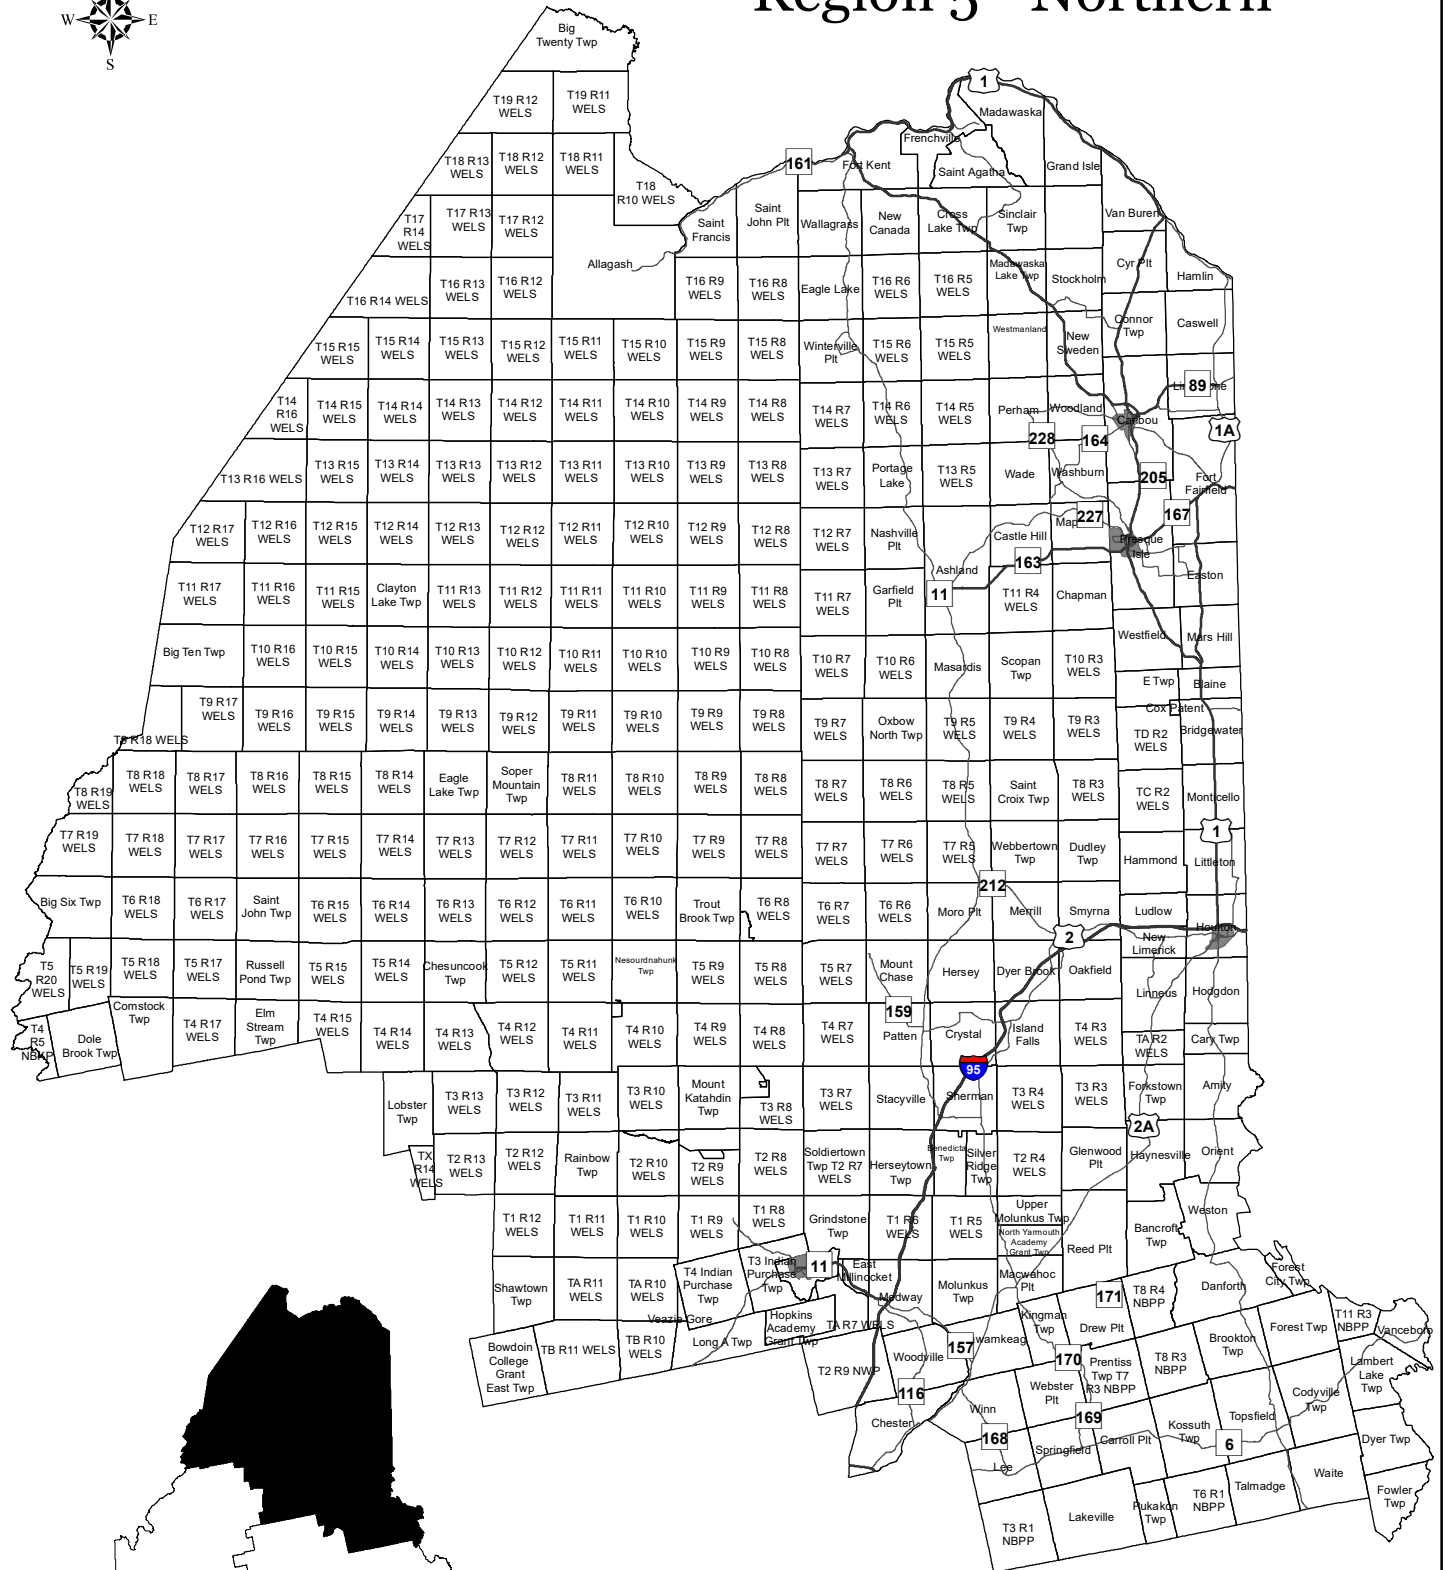 Region 5 - Northern
W
E
S
Big
Twenty Twp
T19 R12
WELS
T19 R11
WELS
1
Madawaska
Frenchville
161
Fort Kent
Saint Agatha
Grand Isle
T18 R13
WELS
T18 R12
WELS
T18 R11
WELS
T18
R10 WELS
T17
R14
WELS
T17 R13
WELS
T17 R12
WELS
Allagash
Saint
Francis
Saint
John Plt
Wallagrass
New
Canada
Cross
Lake Twp
Sinclair
Twp
Van Buren
T16 R14 WELS
T16 R13
WELS
T16 R12
WELS
T16 R9
WELS
T16 R8
WELS
Eagle Lake
T16 R6
WELS
T16 R5
WELS
Madawaska
Lake Twp
Stockholm
Cyr Plt
Hamlin
T15 R15
WELS
T15 R14
WELS
T15 R13
WELS
T15 R12
WELS
T15 R11
WELS
T15 R10
WELS
T15 R9
WELS
T15 R8
WELS
Winterville
Plt
T15 R6
WELS
T15 R5
WELS
Westmanland
New
Sweden
Connor
Twp
Caswell
T14
R16
WELS
T14 R15
WELS
T14 R14
WELS
T14 R13
WELS
T14 R12
WELS
T14 R11
WELS
T14 R10
WELS
T14 R9
WELS
T14 R8
WELS
T14 R7
WELS
T14 R6
WELS
T14 R5
WELS
Perham
Woodland
Caribou
89
1A
228
164
T13 R16 WELS
T13 R15
WELS
T13 R14
WELS
T13 R13
WELS
T13 R12
WELS
T13 R11
WELS
T13 R10
WELS
T13 R9
WELS
T13 R8
WELS
T13 R7
WELS
Portage
Lake
T13 R5
WELS
Wade
Washburn
205
Fort
Fairfield
T12 R17
WELS
T12 R16
WELS
T12 R15
WELS
T12 R14
WELS
T12 R13
WELS
T12 R12
WELS
T12 R11
WELS
T12 R10
WELS
T12 R9
WELS
T12 R8
WELS
T12 R7
WELS
Nashville
Plt
Castle Hill
227
167
Presque
Isle
163
T11 R17
WELS
T11 R16
WELS
T11 R15
WELS
Clayton
Lake Twp
T11 R13
WELS
T11 R12
WELS
T11 R11
WELS
T11 R10
WELS
T11 R9
WELS
T11 R8
WELS
T11 R7
WELS
Garfield
Plt
Ashland
11
T11 R4
WELS
Chapman
Easton
Big Ten Twp
T10 R16
WELS
T10 R15
WELS
T10 R14
WELS
T10 R13
WELS
T10 R12
WELS
T10 R11
WELS
T10 R10
WELS
T10 R9
WELS
T10 R8
WELS
T10 R7
WELS
T10 R6
WELS
Masardis
Scopan
Twp
T10 R3
WELS
Westfield
Mars Hill
E Twp
Blaine
Cox Patent
T9 R18 WELS
T9 R17
WELS
T9 R16
WELS
T9 R15
WELS
T9 R14
WELS
T9 R13
WELS
T9 R12
WELS
T9 R11
WELS
T9 R10
WELS
T9 R9
WELS
T9 R8
WELS
T9 R7
WELS
Oxbow
North Twp
T9 R5
WELS
T9 R4
WELS
T9 R3
WELS
TD R2
WELS
Bridgewater
T8 R19
WELS
T8 R18
WELS
T8 R17
WELS
T8 R16
WELS
T8 R15
WELS
T8 R14
WELS
Eagle
Lake Twp
Soper
Mountain
Twp
T8 R11
WELS
T8 R10
WELS
T8 R9
WELS
T8 R8
WELS
T8 R7
WELS
T8 R6
WELS
T8 R5
WELS
Saint
Croix Twp
T8 R3
WELS
TC R2
WELS
Monticello
T7 R19
WELS
T7 R18
WELS
T7 R17
WELS
T7 R16
WELS
T7 R15
WELS
T7 R14
WELS
T7 R13
WELS
T7 R12
WELS
T7 R11
WELS
T7 R10
WELS
T7 R9
WELS
T7 R8
WELS
T7 R7
WELS
T7 R6
WELS
T7 R5
WELS
Webbertown
Twp
Dudley
Twp
Hammond
1
Littleton
Big Six Twp
T6 R18
WELS
T6 R17
WELS
Saint
John Twp
T6 R15
WELS
T6 R14
WELS
T6 R13
WELS
T6 R12
WELS
T6 R11
WELS
T6 R10
WELS
Trout
Brook Twp
T6 R8
WELS
T6 R7
WELS
T6 R6
WELS
Moro Plt
212
Merrill
Smyrna
Ludlow
Houlton
2
New
Limerick
T5
R20
WELS
T5 R19
WELS
T5 R18
WELS
T5 R17
WELS
Russell
Pond Twp
T5 R15
WELS
T5 R14
WELS
Chesuncook
Twp
T5 R12
WELS
T5 R11
WELS
Nesourdnahunk
Twp
T5 R9
WELS
T5 R8
WELS
T5 R7
WELS
Mount
Chase
Hersey
Dyer Brook
Oakfield
Linneus
Hodgdon
T4
R5
NBKP
Dole
Brook Twp
Comstock
Twp
T4 R17
WELS
Elm
Stream
Twp
T4 R15
WELS
T4 R14
WELS
T4 R13
WELS
T4 R12
WELS
T4 R11
WELS
T4 R10
WELS
T4 R9
WELS
T4 R8
WELS
T4 R7
WELS
159
Patten
Crystal
Island
Falls
T4 R3
WELS
TA R2
WELS
Cary Twp
95
Lobster
Twp
T3 R13
WELS
T3 R12
WELS
T3 R11
WELS
T3 R10
WELS
Mount
Katahdin
Twp
T3 R8
WELS
T3 R7
WELS
Stacyville
Sherman
T3 R4
WELS
T3 R3
WELS
Forkstown
Twp
Amity
2A
TX
R14
WELS
T2 R13
WELS
T2 R12
WELS
Rainbow
Twp
T2 R10
WELS
T2 R9
WELS
T2 R8
WELS
Soldiertown
Twp T2 R7
WELS
Herseytown
Twp
Benedicta
Twp
Silver
Ridge
Twp
T2 R4
WELS
Glenwood
Plt
Haynesville
Orient
T1 R12
WELS
T1 R11
WELS
T1 R10
WELS
T1 R9
WELS
T1 R8
WELS
Grindstone
Twp
T1 R6
WELS
T1 R5
WELS
Upper
Molunkus Twp
North Yarmouth
Academy
Grant Twp
Reed Plt
Bancroft
Twp
Weston
Shawtown
Twp
TA R11
WELS
TA R10
WELS
T4 Indian
Purchase
Twp
T3 Indian
Purchase
Twp
11
East
Millinocket
Medway
Molunkus
Twp
Macwahoc
Plt
171
T8 R4
NBPP
Danforth
Forest
City Twp
Veazie Gore
Hopkins
Academy
Grant Twp
TA R7 WELS
Kingman
Twp
Drew Plt
Brookton
Twp
Forest Twp
T11 R3
NBPP
Vanceboro
Bowdoin
College
Grant
East Twp
TB R11 WELS
TB R10
WELS
Long A Twp
T2 R9 NWP
Woodville
157
170
Prentiss
Twp T7
R3 NBPP
T8 R3
NBPP
Lambert
Lake
Twp
116
Webster
Plt
Codyville
Twp
Chester
Winn
169
Kossuth
Twp
Topsfield
168
Springfield
Carroll Plt
6
Dyer Twp
Lee
Waite
Talmadge
T6 R1
NBPP
Fowler
Twp
T3 R1
NBPP
Lakeville
Pukakon
Twp